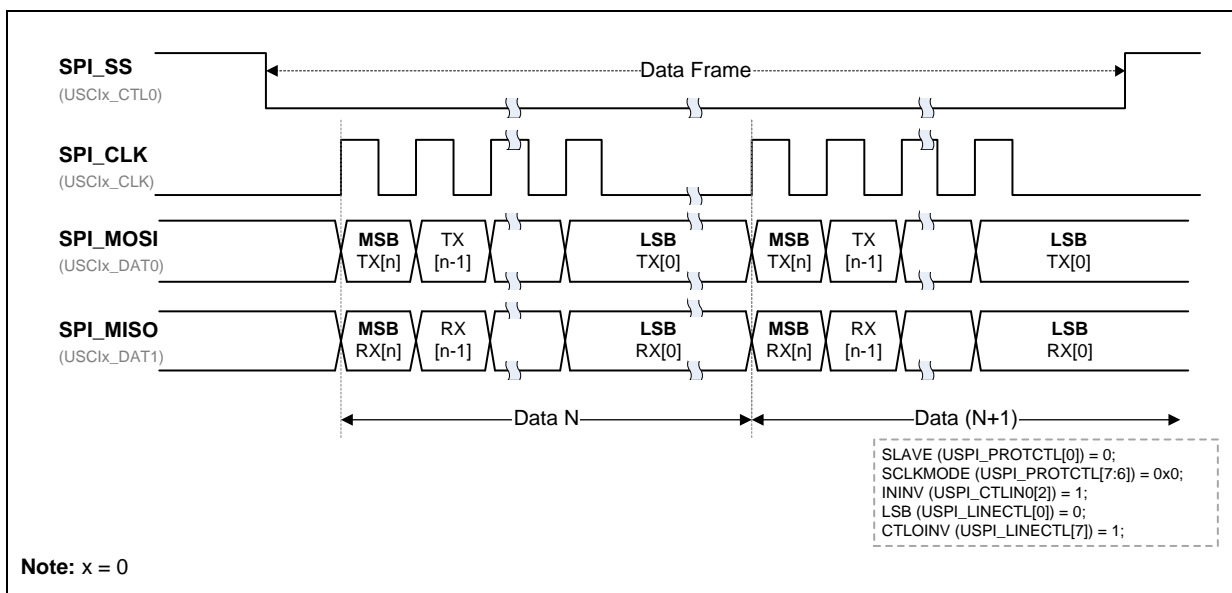 SPI_SS
(USCIx_CTL0)
Data Frame
SPI_CLK
(USCIx_CLK)
SPI_MOSI
(USCIx_DAT0)
MSB TX LSB MSB TX LSB
TX[n] [n-1] TX[0] TX[n] [n-1] TX[0]
SPI_MISO
(USCIx_DAT1)
MSB RX LSB MSB RX LSB
RX[n] [n-1] RX[0] RX[n] [n-1] RX[0]
Data N Data (N+1)
SLAVE (USPI_PROTCTL[0]) = 0;
SCLKMODE (USPI_PROTCTL[7:6]) = 0x0;
ININV (USPI_CTLIN0[2]) = 1;
LSB (USPI_LINECTL[0]) = 0;
CTLOINV (USPI_LINECTL[7]) = 1;
Note: x = 0